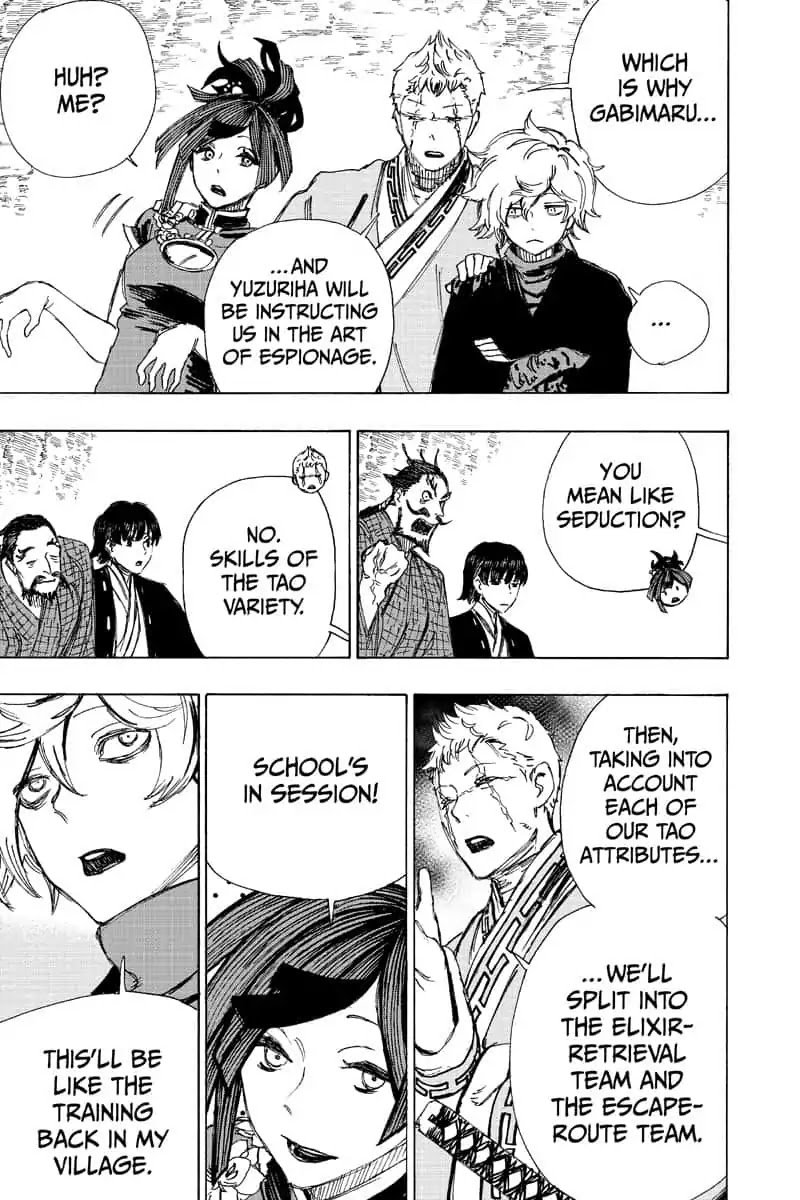 WHICH
IS WHY
GABIMARU...
...AND
YUZURIHA WILL
BE INSTRUCTING
US IN THE ART
OF ESPIONAGE.
HUH?
ME?
...
YOU
MEAN LIKE
SEDUCTION?
NO.
SKILLS OF
THE TAO
VARIETY.
THEN,
TAKING INTO
ACCOUNT
EACH OF
OUR TAO
ATTRIBUTES...
...WE'LL
SPLIT INTO
THE ELIXIR-
RETRIEVAL
TEAM AND
THE ESCAPE-
ROUTE TEAM.
SCHOOL'S
IN SESSION!
THIS'LL BE
LIKE THE
TRAINING
BACK IN MY
VILLAGE.